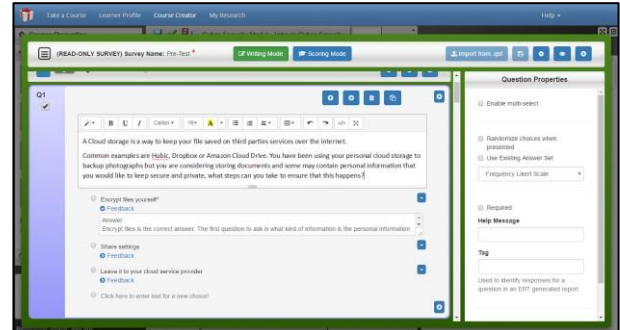 Take a Course Learner Profile Course Creator My Research Help
(READ-ONLY SURVEY) Survey Name: Pre-Test * Writing Mode Scoring Mode Import from .qsf
Question Properties
Q1
Enable multi-select
B U I Calibri 16 A
A Cloud storage is a way to keep your file saved on third parties services over the internet.
Common examples are Hubic, Dropbox or Amazon Cloud Drive. You have been using your personal cloud storage to
backup photographs but you are considering storing documents and some may contain personal information that
you would like to keep secure and private, what steps can you take to ensure that this happens?
Randomize choices when
presented
Use Existing Answer Set
Frequency Likert Scale
Encrypt files yourself*
Feedback
Answer
Encrypt files is the correct answer. The first question to ask is what kind of information is the personal information
Share settings
Feedback
Leave it to your cloud service provider
Feedback
Click here to enter text for a new choice!
Required
Help Message
Tag
Used to identify responses for a
question in an ERT generated report